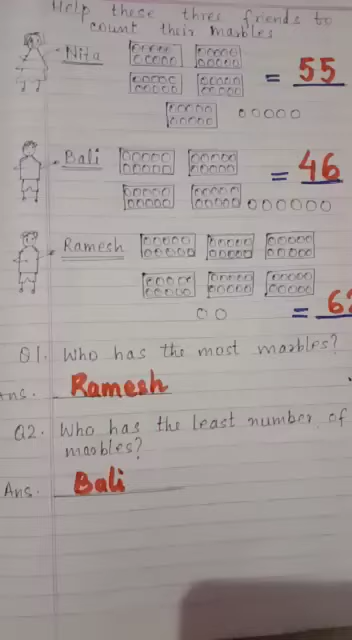 Help these three friends to
count their marbles
Nita
= 55
Bali
= 46
Ramesh
= 62
Q1. Who has the most marbles?
Ans. Ramesh
Q2. Who has the least number of
marbles?
Ans. Bali